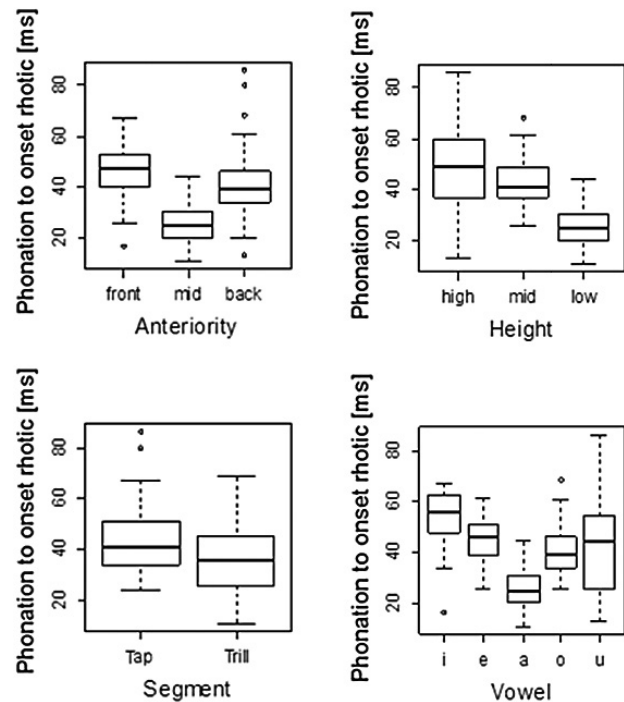 Phonation to onset rhotic [ms]
80
60
40
20
front mid back
Anteriority
Phonation to onset rhotic [ms]
80
60
40
20
high mid low
Height
Phonation to onset rhotic [ms]
80
60
40
20
Tap Trill
Segment
Phonation to onset rhotic [ms]
80
60
40
20
i e a o u
Vowel